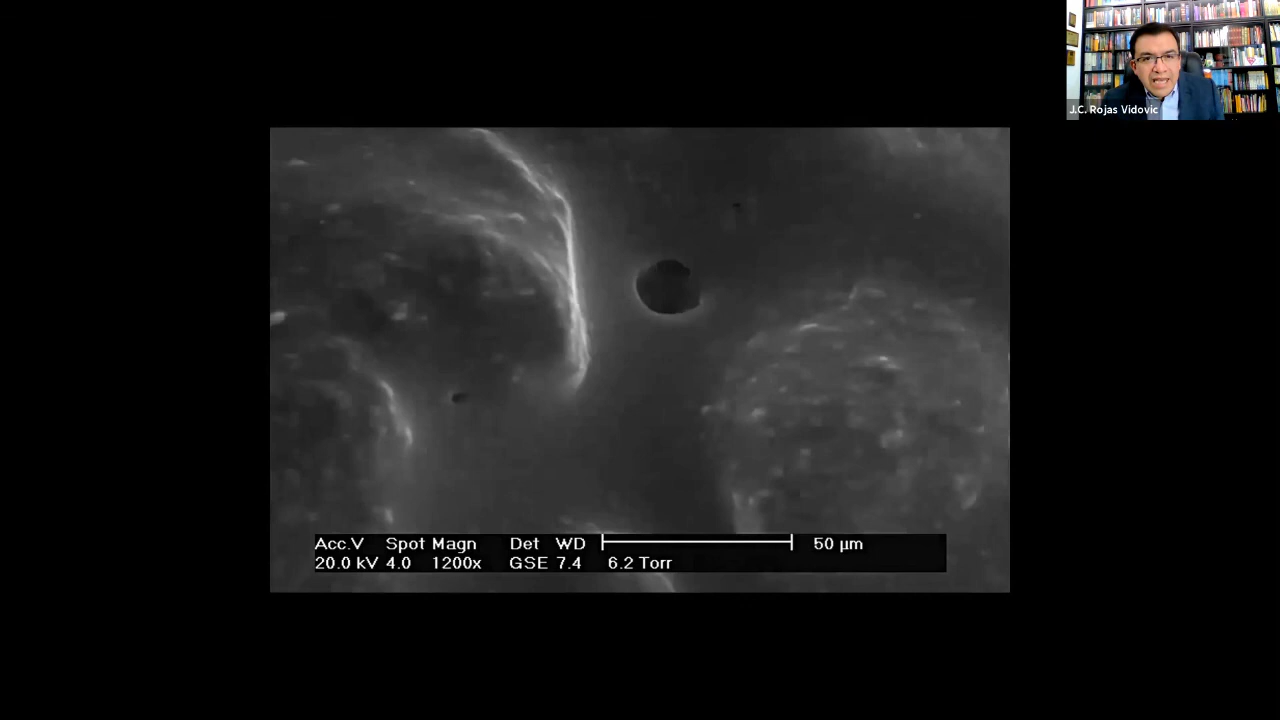 J.C. Rojas Vidovic
Acc.V Spot Magn Det WD 50 µm
20.0 kV 4.0 1200x GSE 7.4 6.2 Torr